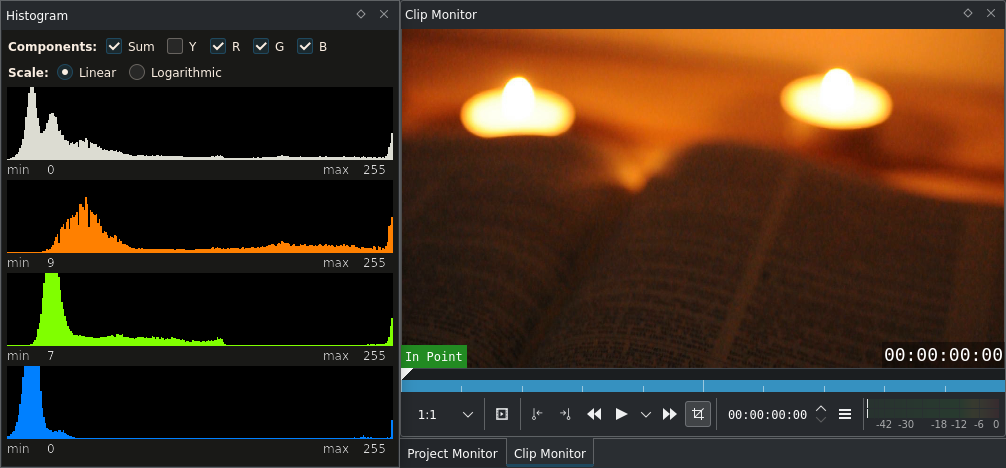 Histogram
Components: Sum Y R G B
Scale: Linear Logarithmic
min 0 max 255
min 9 max 255
min 7 max 255
min 0 max 255
Clip Monitor
In Point
00:00:00:00
1:1
00:00:00:00
-42 -30 -18 -12 -6 0
Project Monitor
Clip Monitor